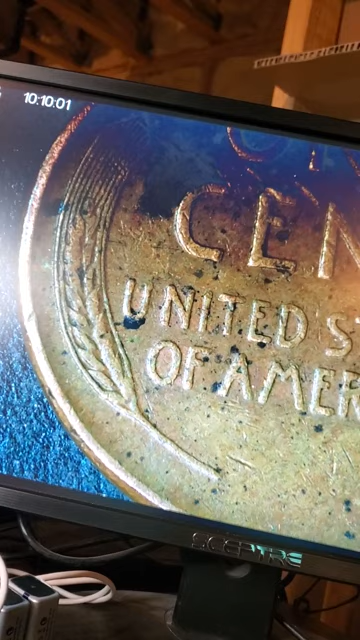 10:10:01
CEN
UNITED S
OF AMER
SCEPTRE